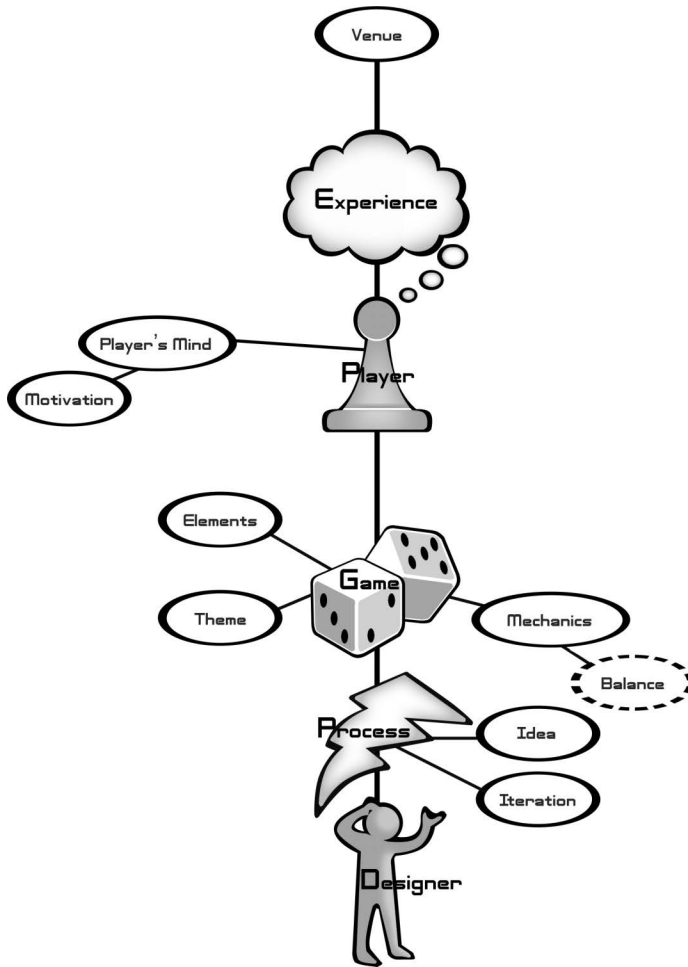 Venue
Experience
Player's Mind
Player
Motivation
Elements
Game
Theme
Mechanics
Balance
Process
Idea
Iteration
Designer